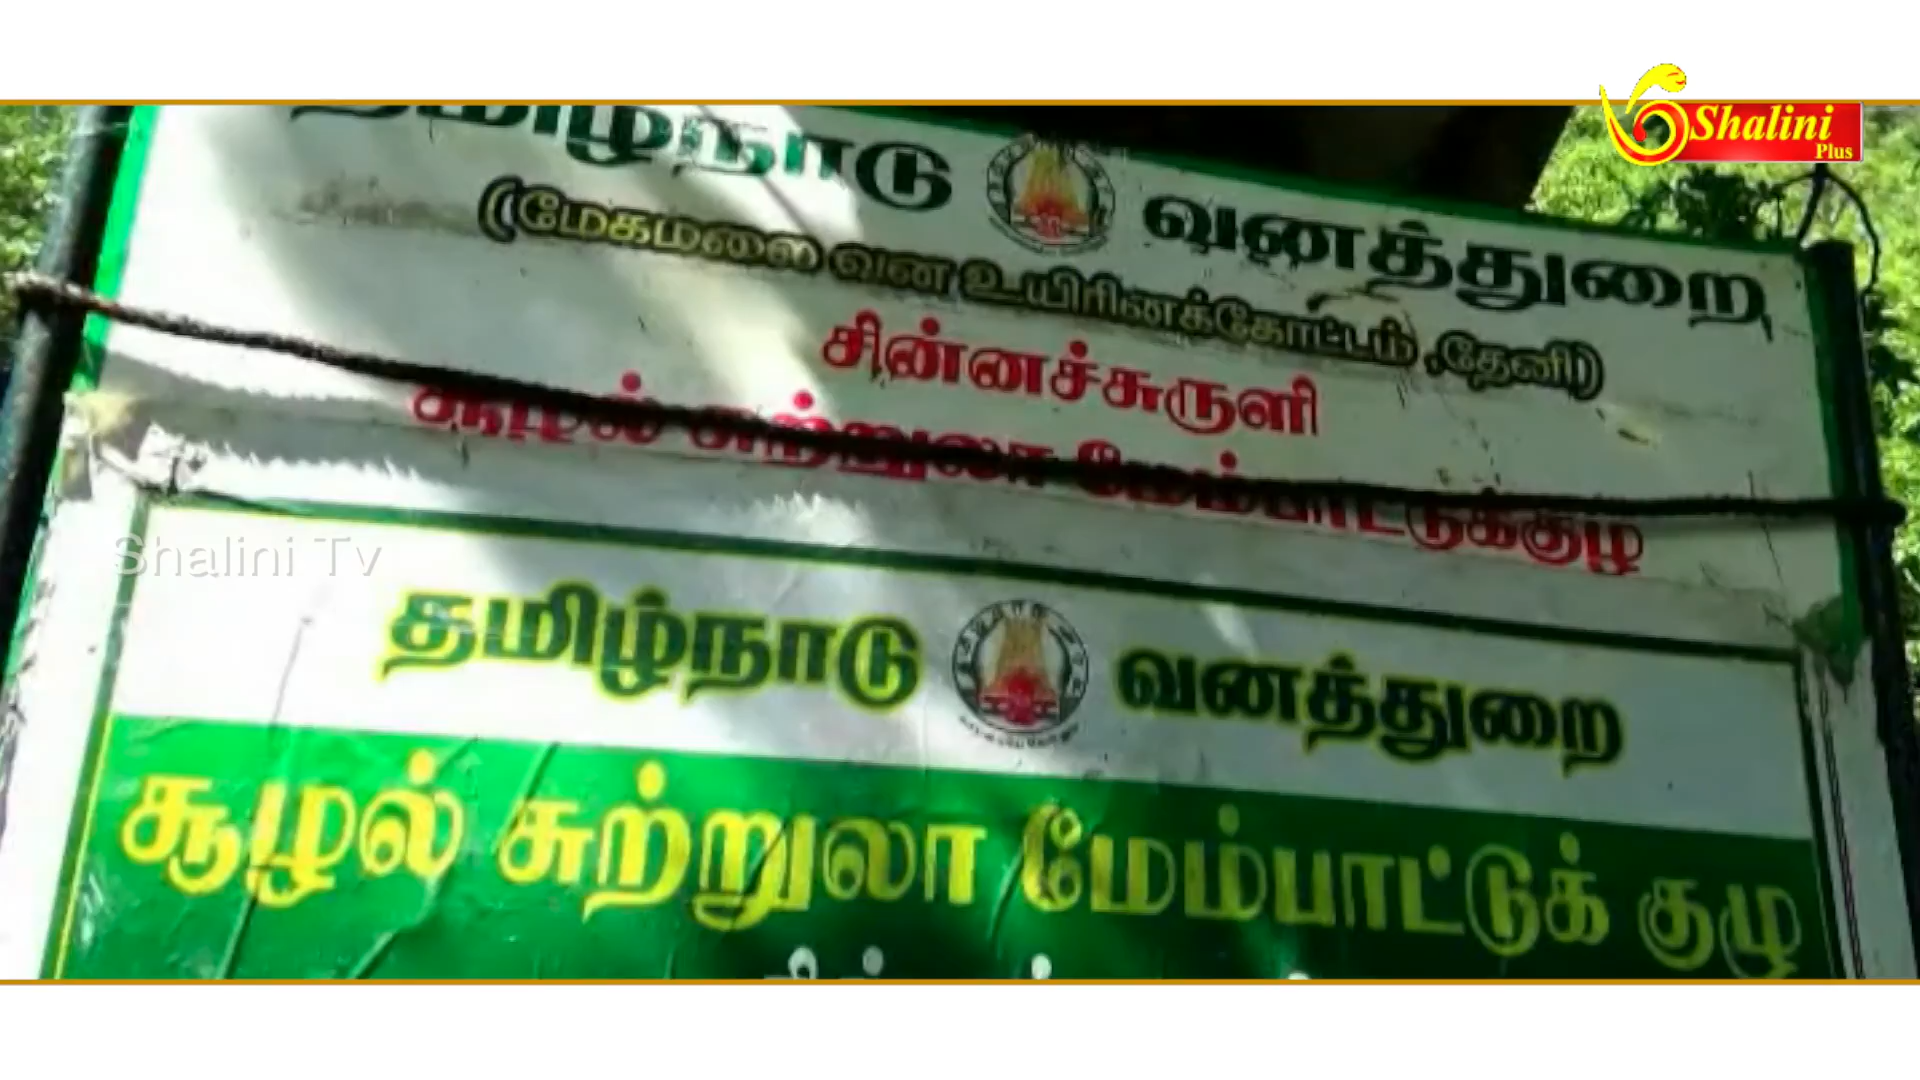 Shalini
Plus
தமிழ்நாடு வனத்துறை
(மேகமலை வன உயிரினக்கோட்டம் ,தேனி)
சின்னச்சுருளி
சூழல் சுற்றுலா மேம்பாட்டுக்குழு
Shalini Tv
தமிழ்நாடு வனத்துறை
சூழல் சுற்றுலா மேம்பாட்டுக் குழு